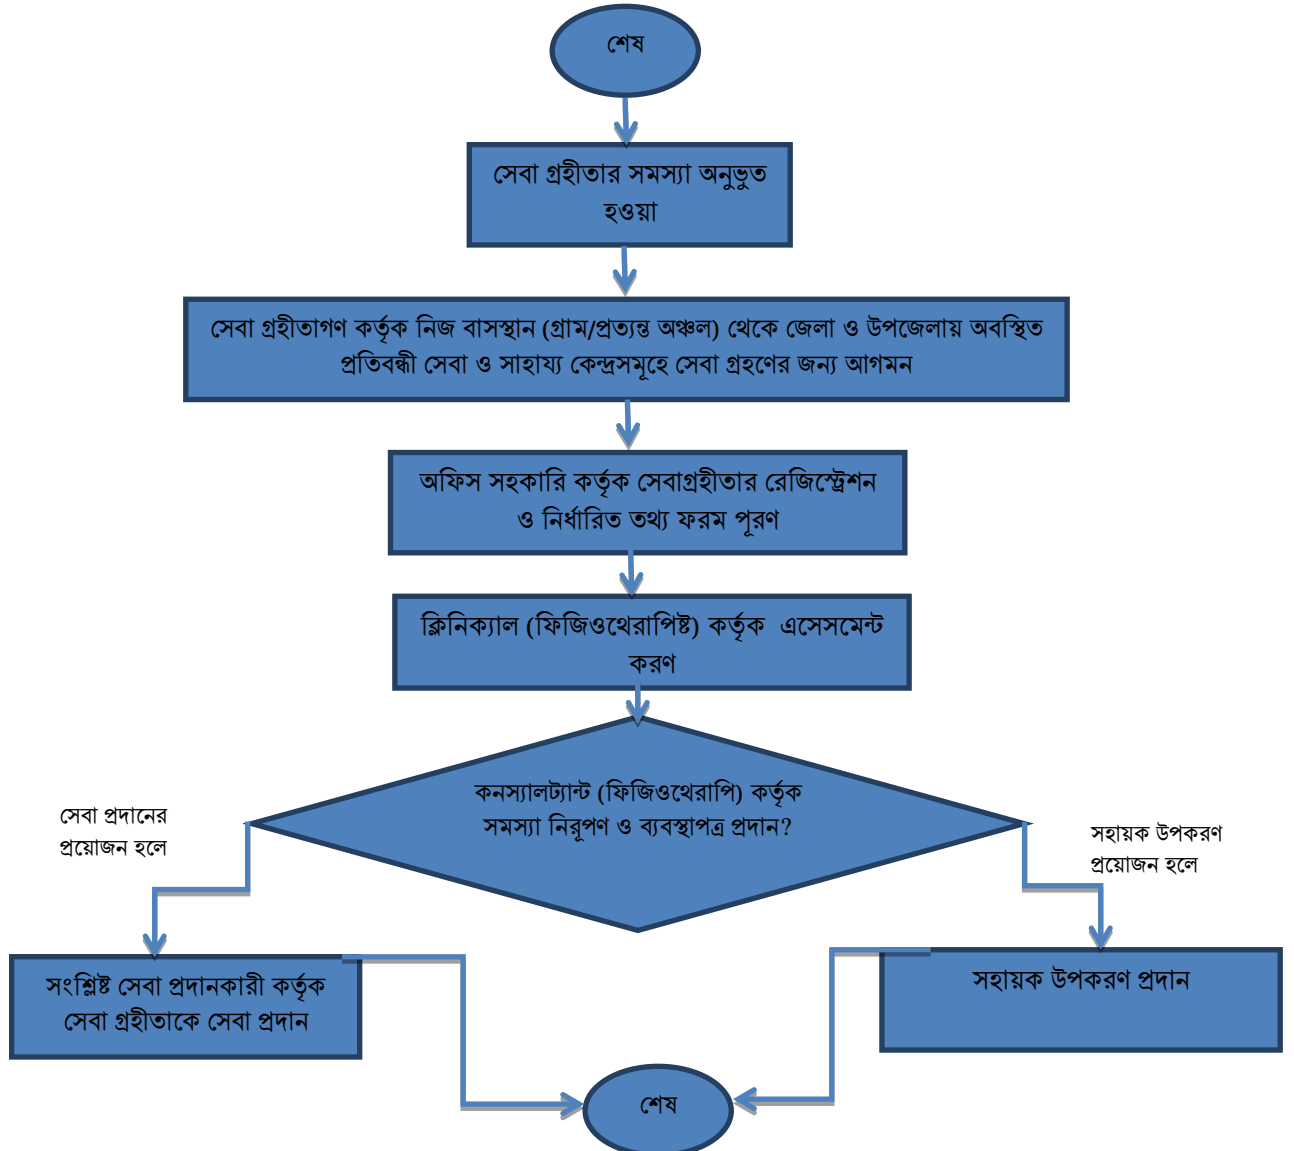 শেষ
সেবা গ্রহীতার সমস্যা অনুভুত
হওয়া
সেবা গ্রহীতাগণ কর্তৃক নিজ বাসস্থান (গ্রাম/প্রত্যন্ত অঞ্চল) থেকে জেলা ও উপজেলায় অবস্থিত
প্রতিবন্ধী সেবা ও সাহায্য কেন্দ্রসমূহে সেবা গ্রহণের জন্য আগমন
অফিস সহকারি কর্তৃক সেবাগ্রহীতার রেজিস্ট্রেশন
ও নির্ধারিত তথ্য ফরম পূরণ
ক্লিনিক্যাল (ফিজিওথেরাপিষ্ট) কর্তৃক এসেসমেন্ট
করণ
কনস্যালট্যান্ট (ফিজিওথেরাপি) কর্তৃক
সমস্যা নিরূপণ ও ব্যবস্থাপত্র প্রদান?
সেবা প্রদানের
প্রয়োজন হলে
সহায়ক উপকরণ
প্রয়োজন হলে
সংশ্লিষ্ট সেবা প্রদানকারী কর্তৃক
সেবা গ্রহীতাকে সেবা প্রদান
সহায়ক উপকরণ প্রদান
শেষ